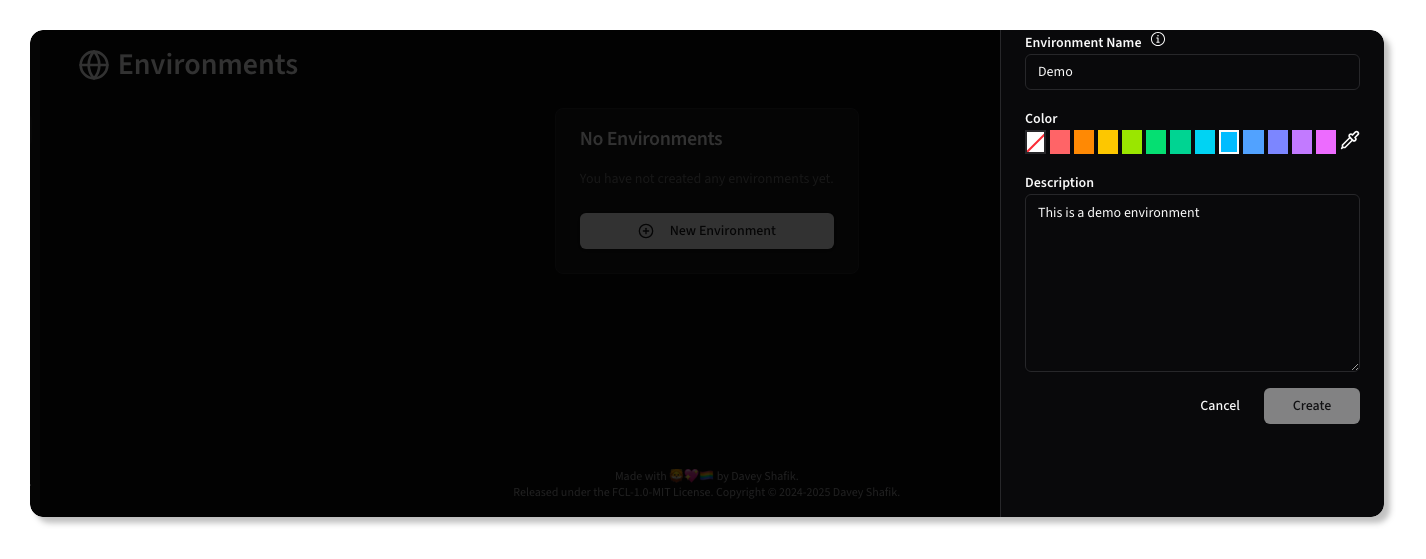 Environments
No Environments
You have not created any environments yet.
New Environment
Made with ✊💖🏳️‍🌈 by Davey Shafik.
Released under the FCL-1.0-MIT License. Copyright © 2024-2025 Davey Shafik.
Environment Name
Demo
Color
Description
This is a demo environment
Cancel
Create